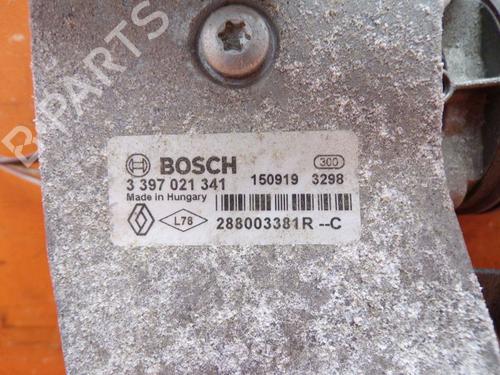 B-PARTS
BOSCH
300
3 397 021 341 150919 3298
Made in Hungary
L78
288003381R --C